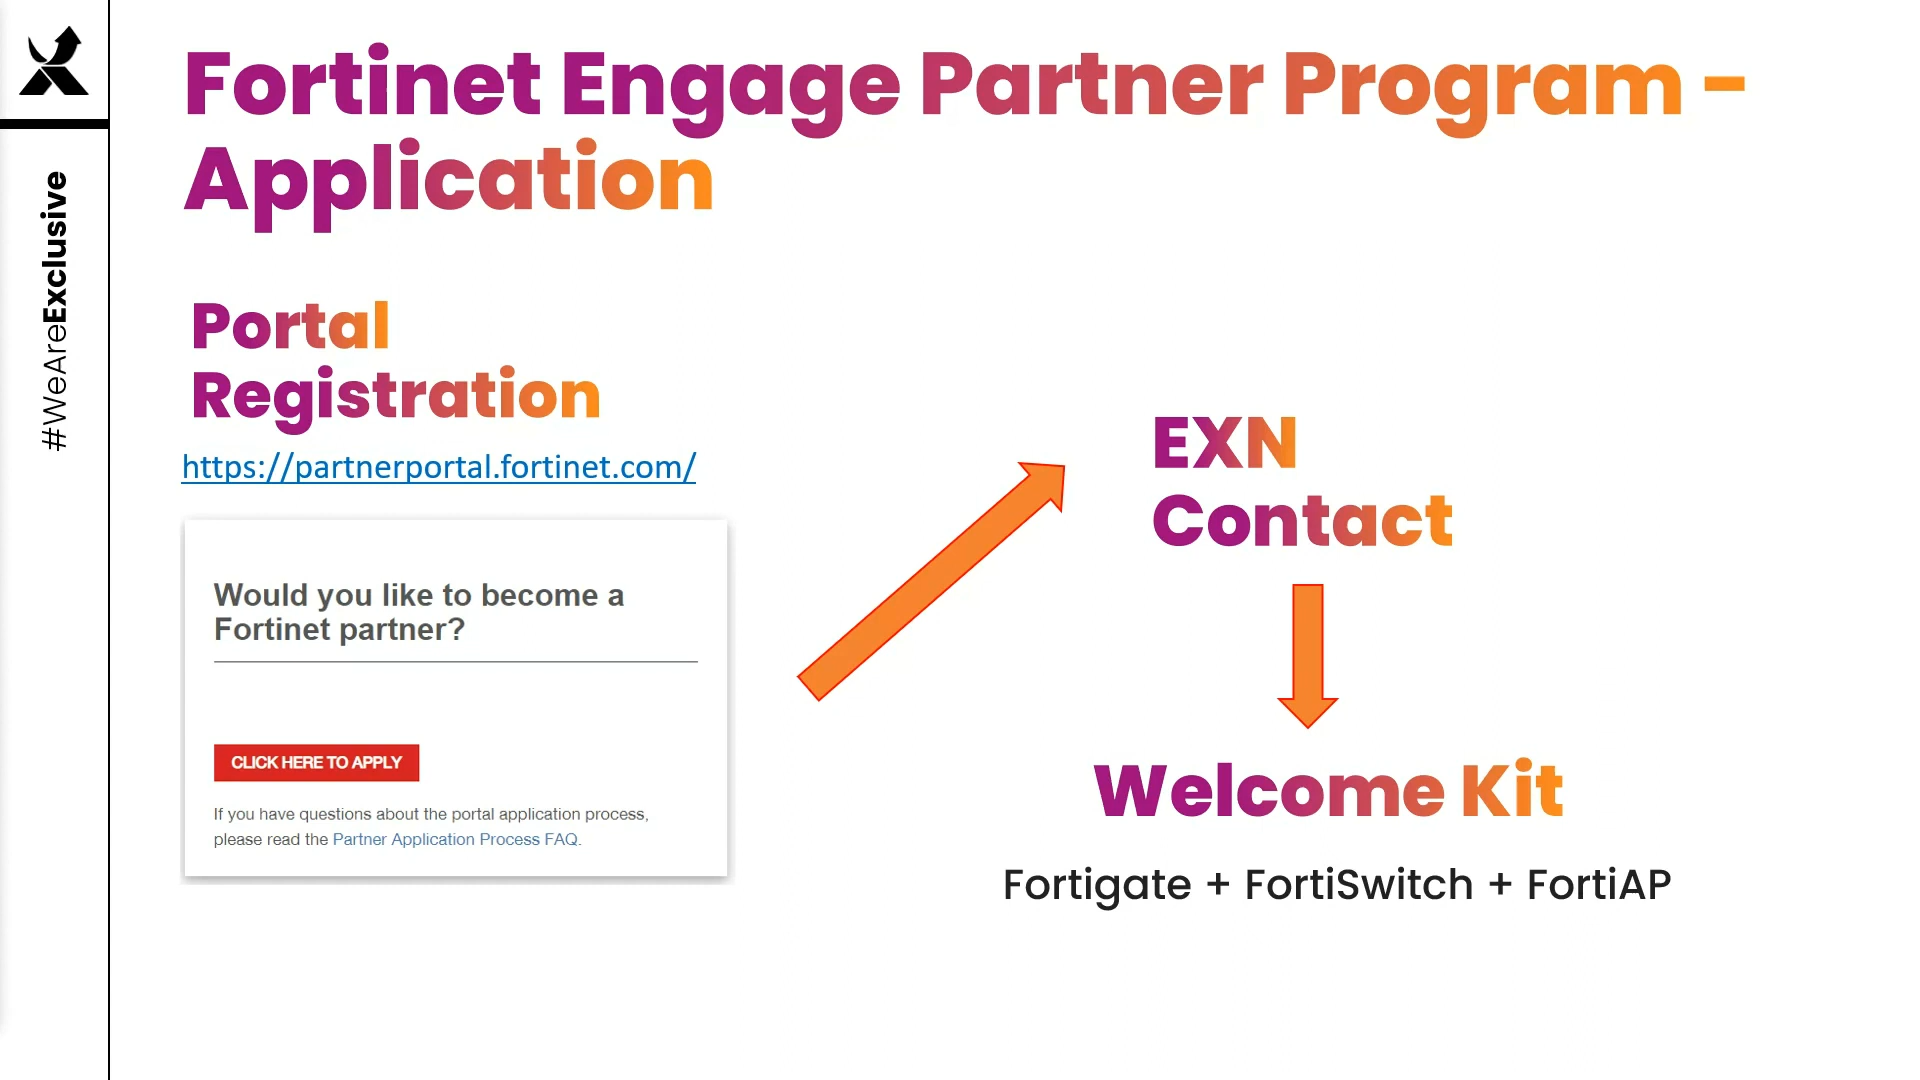 Fortinet Engage Partner Program -
Application
#WeAreExclusive
Portal
Registration
https://partnerportal.fortinet.com/
Would you like to become a
Fortinet partner?
CLICK HERE TO APPLY
If you have questions about the portal application process,
please read the Partner Application Process FAQ.
EXN
Contact
Welcome Kit
Fortigate + FortiSwitch + FortiAP